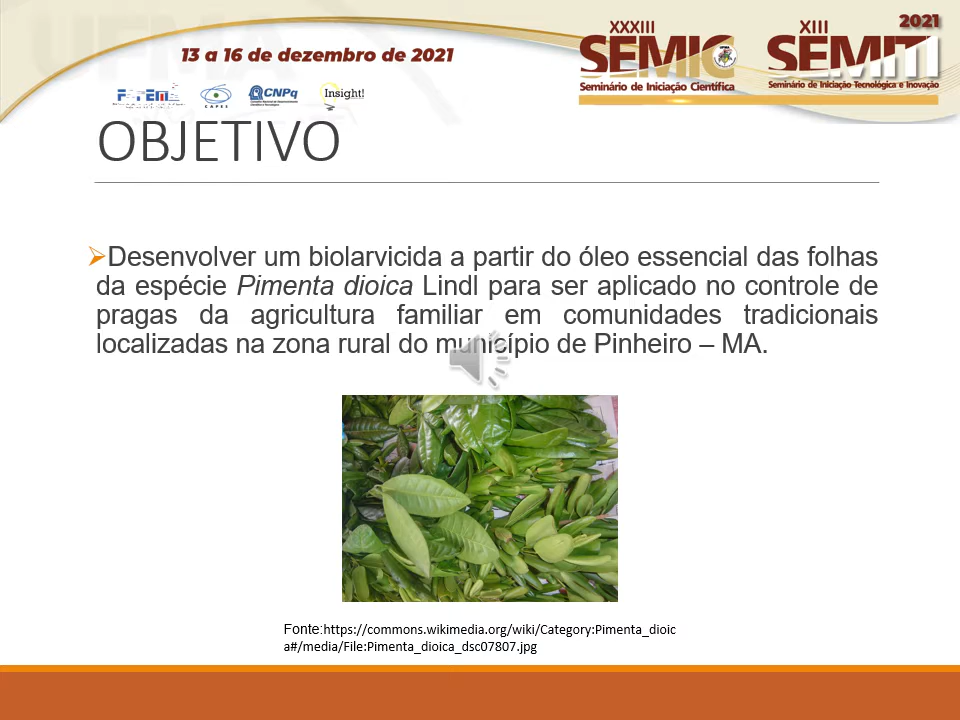 2021
XXXIII
XIII
SEMIC
SEMITI
13 a 16 de dezembro de 2021
Seminário de Iniciação Científica
Seminário de Iniciação Tecnológica e Inovação
CAPES
CNPq
Insight!
OBJETIVO
➢Desenvolver um biolarvicida a partir do óleo essencial das folhas
da espécie Pimenta dioica Lindl para ser aplicado no controle de
pragas da agricultura familiar em comunidades tradicionais
localizadas na zona rural do município de Pinheiro – MA.
Fonte:https://commons.wikimedia.org/wiki/Category:Pimenta_dioic
a#/media/File:Pimenta_dioica_dsc07807.jpg